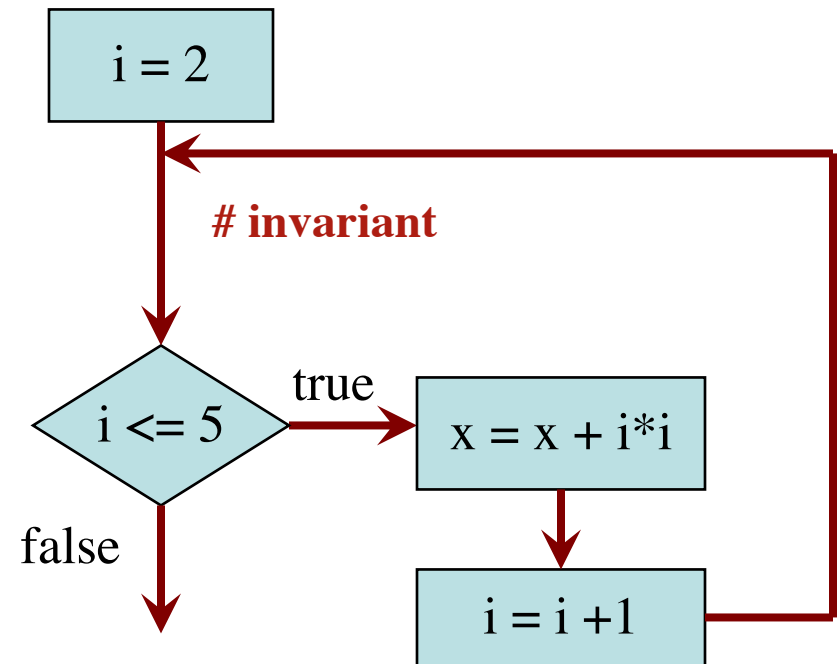 i = 2
# invariant
i <= 5
true
x = x + i*i
false
i = i +1